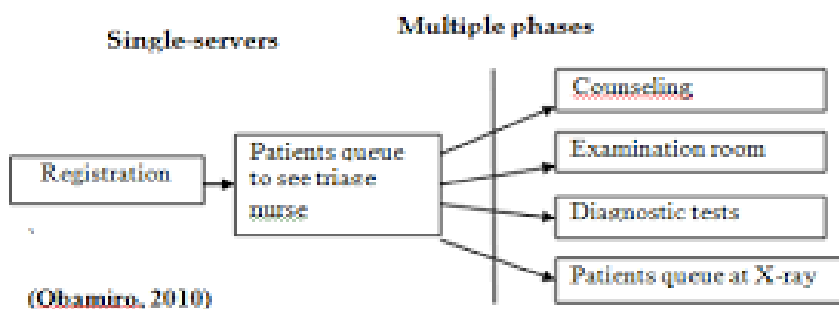 Single-servers
Multiple phases
Registration
Patients queue
to see triage
nurse
Counseling
Examination room
Diagnostic tests
Patients queue at X-ray
(Obamiro, 2010)